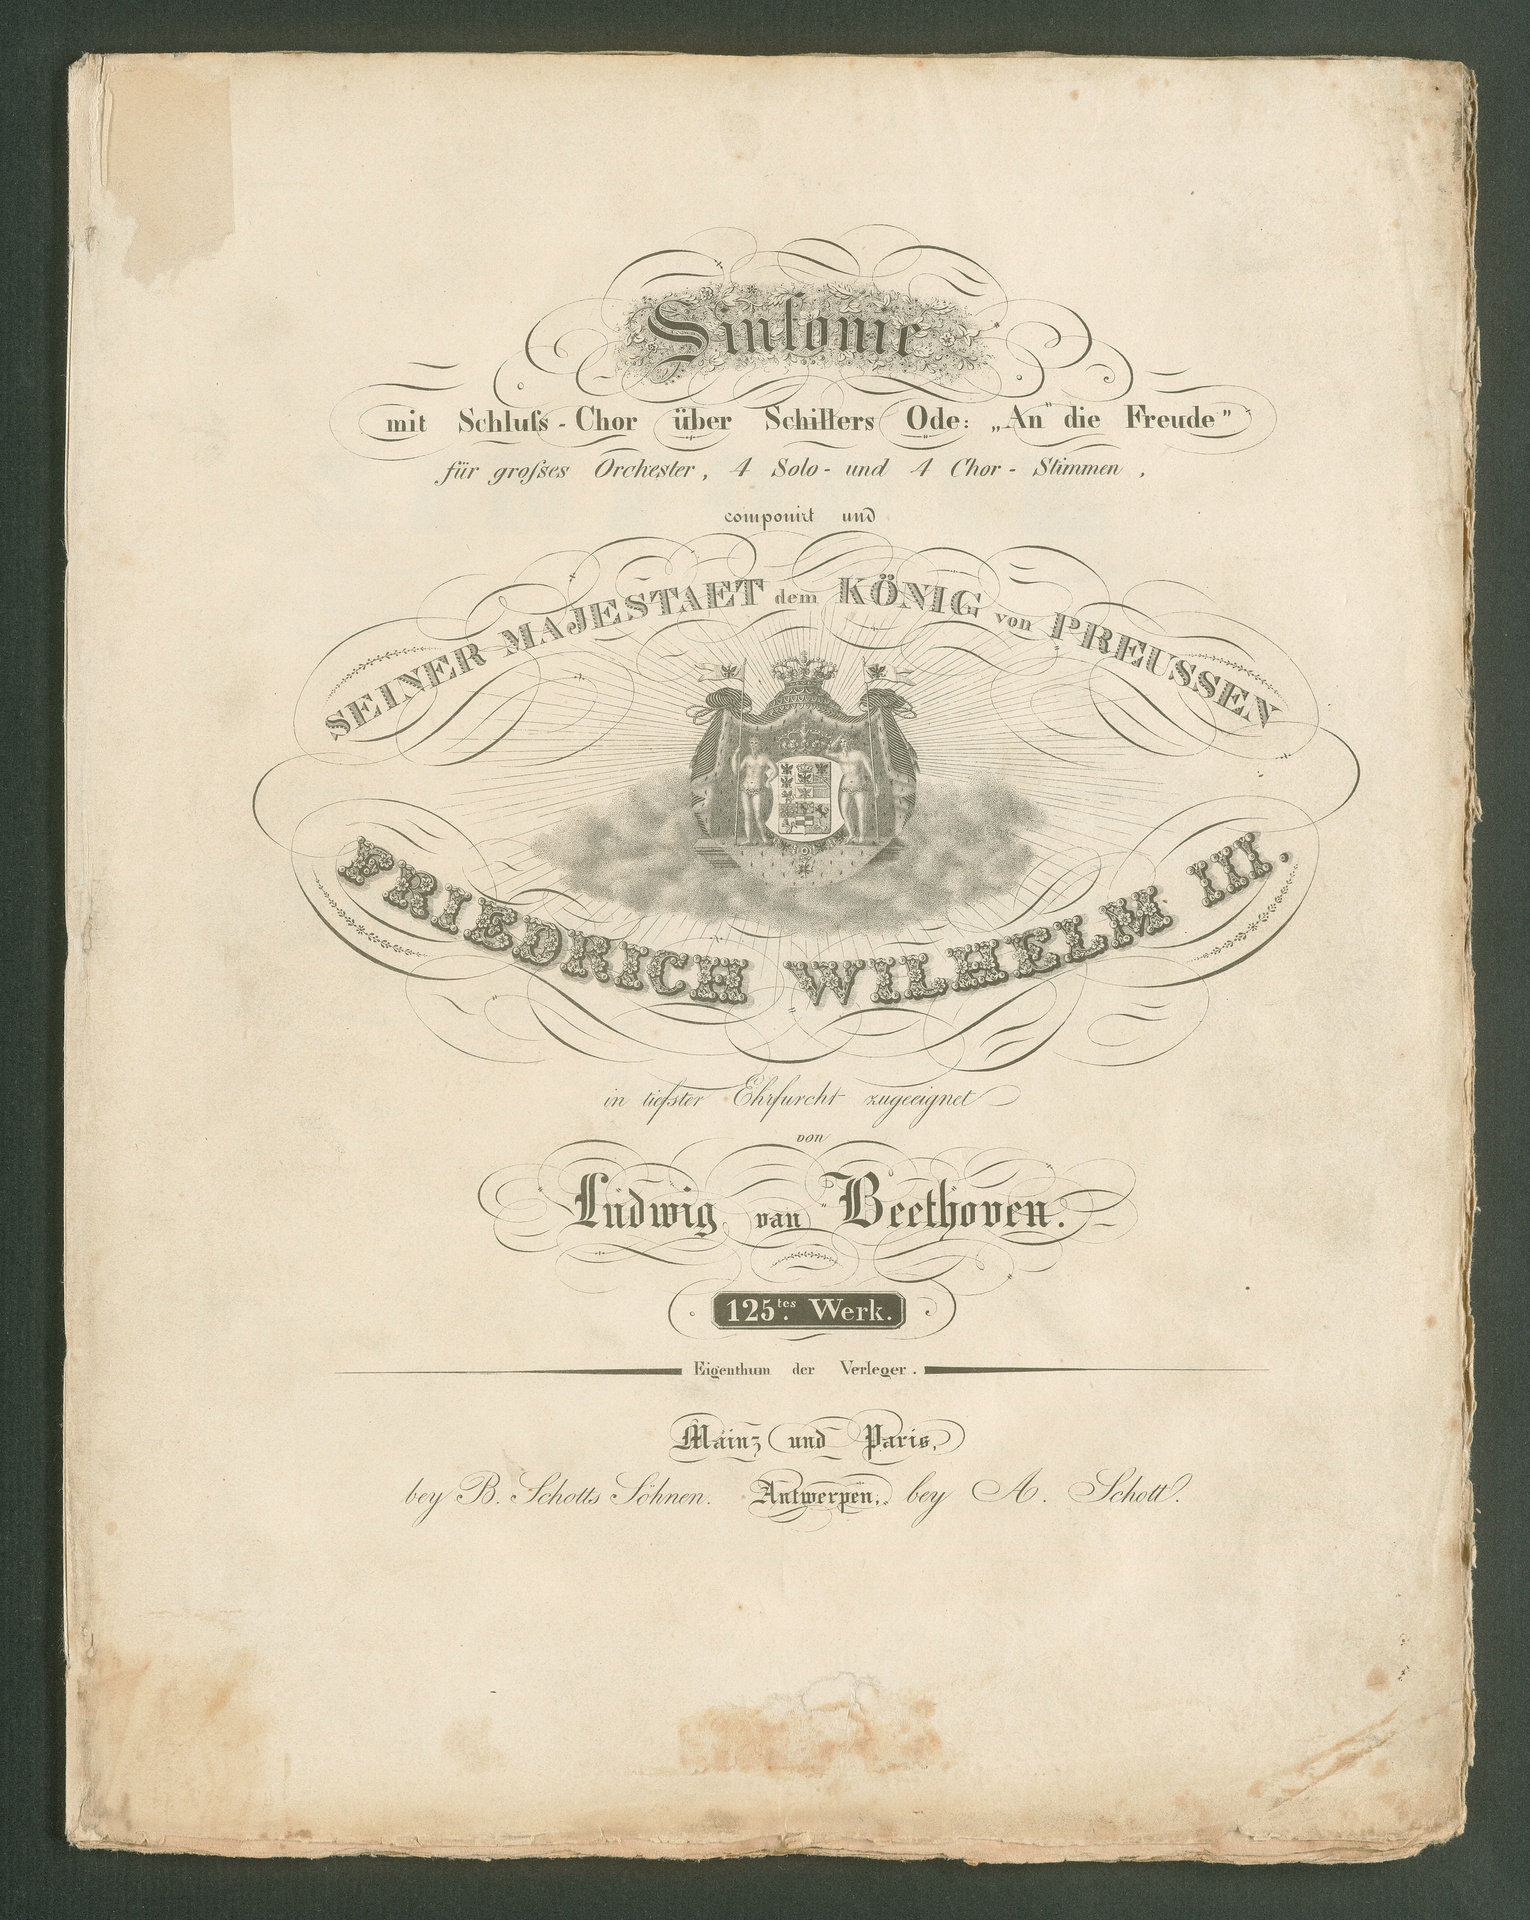 Sinfonie
mit Schluſs-Chor über Schillers Ode: „An die Freude”
für groſses Orchester, 4 Solo- und 4 Chor-Stimmen,
componirt und
SEINER MAJESTAET dem KÖNIG von PREUSSEN
FRIEDRICH WILHELM III.
in tieſster Ehrfurcht zugeeignet
von
Ludwig van Beethoven.
125tes. Werk.
Eigenthum der Verleger.
Mainz und Paris,
bey B. Schotts Söhnen. Antwerpen, bey A. Schott.